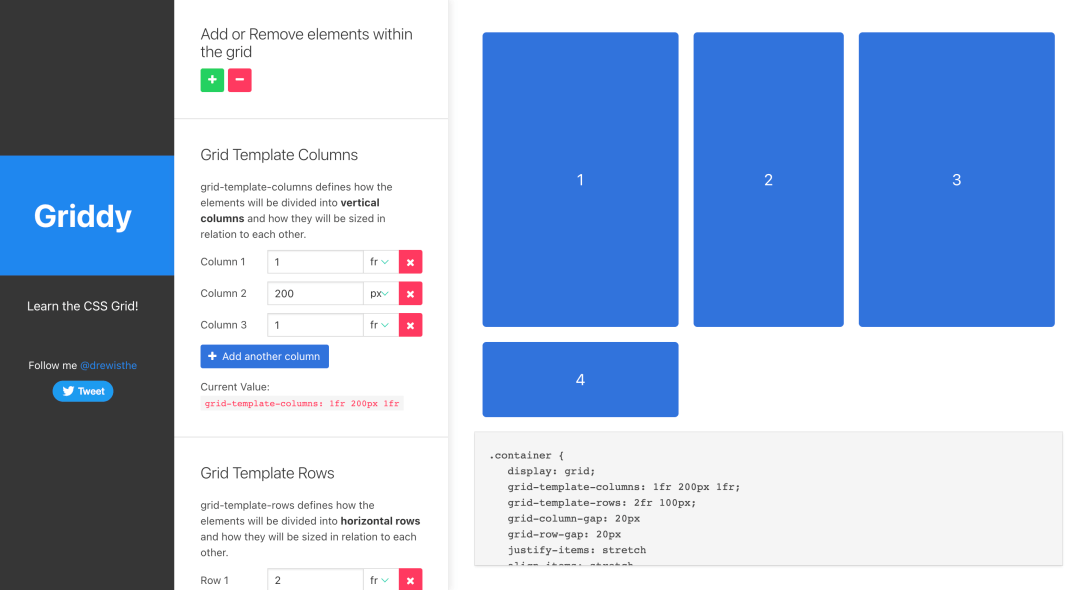 Griddy
Learn the CSS Grid!
Follow me @drewisthe
Tweet
Add or Remove elements within
the grid
Grid Template Columns
grid-template-columns defines how the
elements will be divided into vertical
columns and how they will be sized in
relation to each other.
Column 1 1 fr
Column 2 200 px
Column 3 1 fr
Add another column
Current Value:
grid-template-columns: 1fr 200px 1fr
Grid Template Rows
grid-template-rows defines how the
elements will be divided into horizontal rows
and how they will be sized in relation to each
other.
Row 1 2 fr
1 2 3
4
.container {
display: grid;
grid-template-columns: 1fr 200px 1fr;
grid-template-rows: 2fr 100px;
grid-column-gap: 20px
grid-row-gap: 20px
justify-items: stretch
align-items: stretch